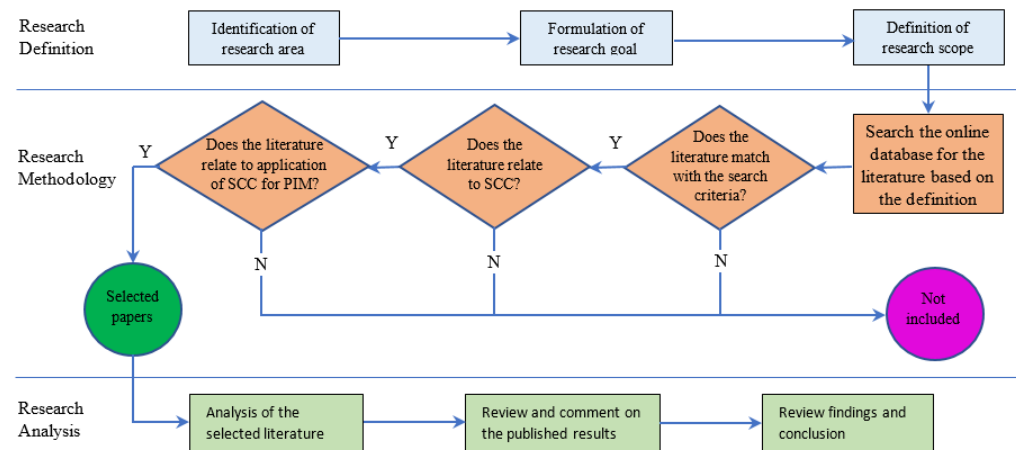 Research
Definition
Identification of
research area
Formulation of
research goal
Definition of
research scope
Research
Methodology
Y
Does the literature
relate to application
of SCC for PIM?
Y
Does the
literature relate
to SCC?
Y
Does the
literature match
with the search
criteria?
Search the online
database for the
literature based on
the definition
N
N
N
Selected
papers
Not
included
Research
Analysis
Analysis of the
selected literature
Review and comment on
the published results
Review findings and
conclusion